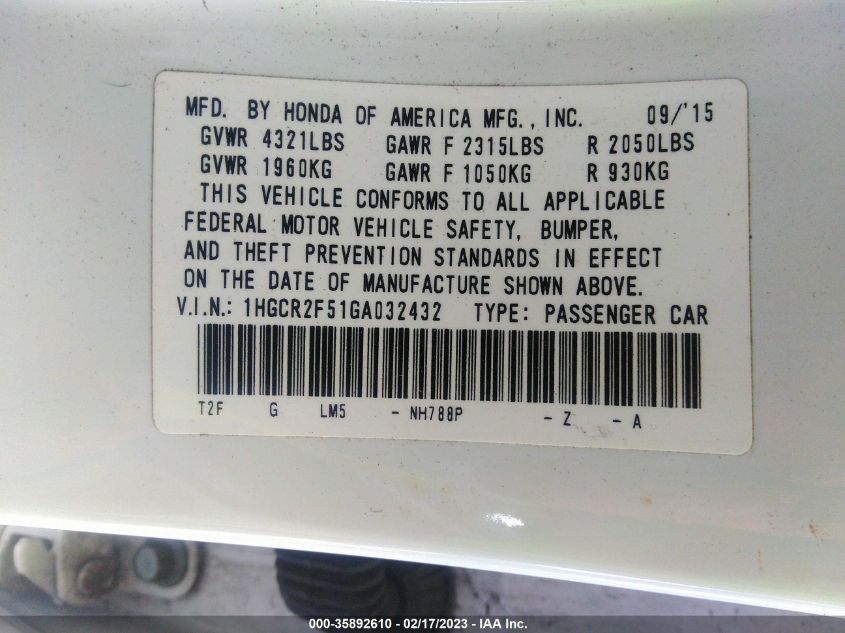 MFD. BY HONDA OF AMERICA MFG., INC. 09/'15
GVWR 4321LBS GAWR F 2315LBS R 2050LBS
GVWR 1960KG GAWR F 1050KG R 930KG
THIS VEHICLE CONFORMS TO ALL APPLICABLE
FEDERAL MOTOR VEHICLE SAFETY, BUMPER,
AND THEFT PREVENTION STANDARDS IN EFFECT
ON THE DATE OF MANUFACTURE SHOWN ABOVE.
V.I.N.: 1HGCR2F51GA032432 TYPE: PASSENGER CAR
T2F G LM5 - NH788P - Z - A
000-35892610 - 02/17/2023 - IAA Inc.